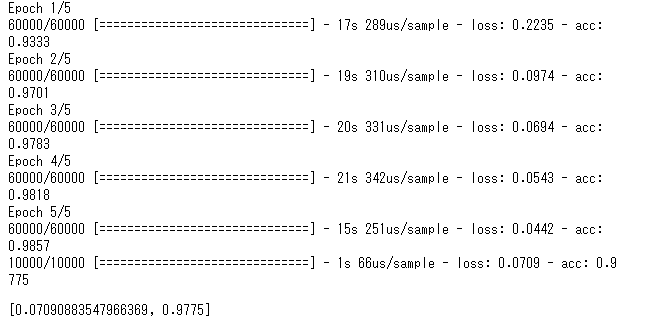 Epoch 1/5
60000/60000 [==============================] - 17s 289us/sample - loss: 0.2235 - acc:
0.9333
Epoch 2/5
60000/60000 [==============================] - 19s 310us/sample - loss: 0.0974 - acc:
0.9701
Epoch 3/5
60000/60000 [==============================] - 20s 331us/sample - loss: 0.0694 - acc:
0.9783
Epoch 4/5
60000/60000 [==============================] - 21s 342us/sample - loss: 0.0543 - acc:
0.9818
Epoch 5/5
60000/60000 [==============================] - 15s 251us/sample - loss: 0.0442 - acc:
0.9857
10000/10000 [==============================] - 1s 66us/sample - loss: 0.0709 - acc: 0.9
775
[0.07090883547966369, 0.9775]